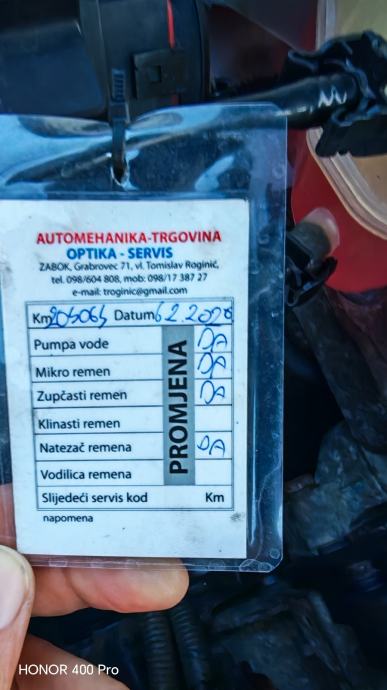 AUTOMEHANIKA-TRGOVINA
OPTIKA - SERVIS
ZABOK, Grabrovec 71, vl. Tomislav Roginić,
tel. 098/604 808, mob: 098/17 387 27
e-mail: troginic@gmail.com
Km Datum 6 2 2020
Pumpa vode DA
Mikro remen DA
Zupčasti remen DA
Klinasti remen
Natezač remena DA
Vodilica remena
PROMJENA
Slijedeći servis kod Km
napomena
HONOR 400 Pro